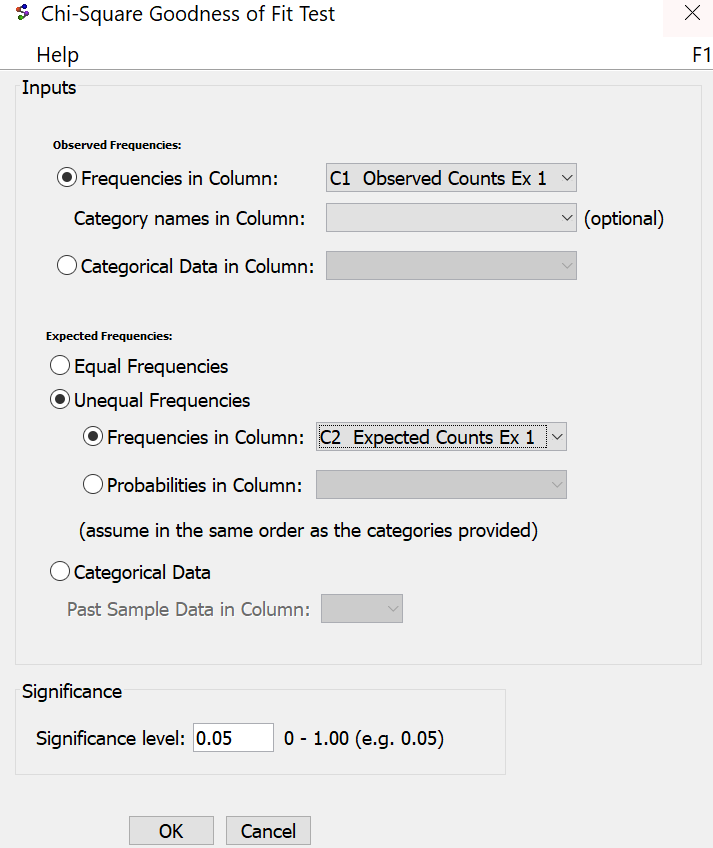 Chi-Square Goodness of Fit Test
Help F1
Inputs
Observed Frequencies:
Frequencies in Column: C1 Observed Counts Ex 1
Category names in Column: (optional)
Categorical Data in Column:
Expected Frequencies:
Equal Frequencies
Unequal Frequencies
Frequencies in Column: C2 Expected Counts Ex 1
Probabilities in Column:
(assume in the same order as the categories provided)
Categorical Data
Past Sample Data in Column:
Significance
Significance level: 0.05 0 - 1.00 (e.g. 0.05)
OK Cancel